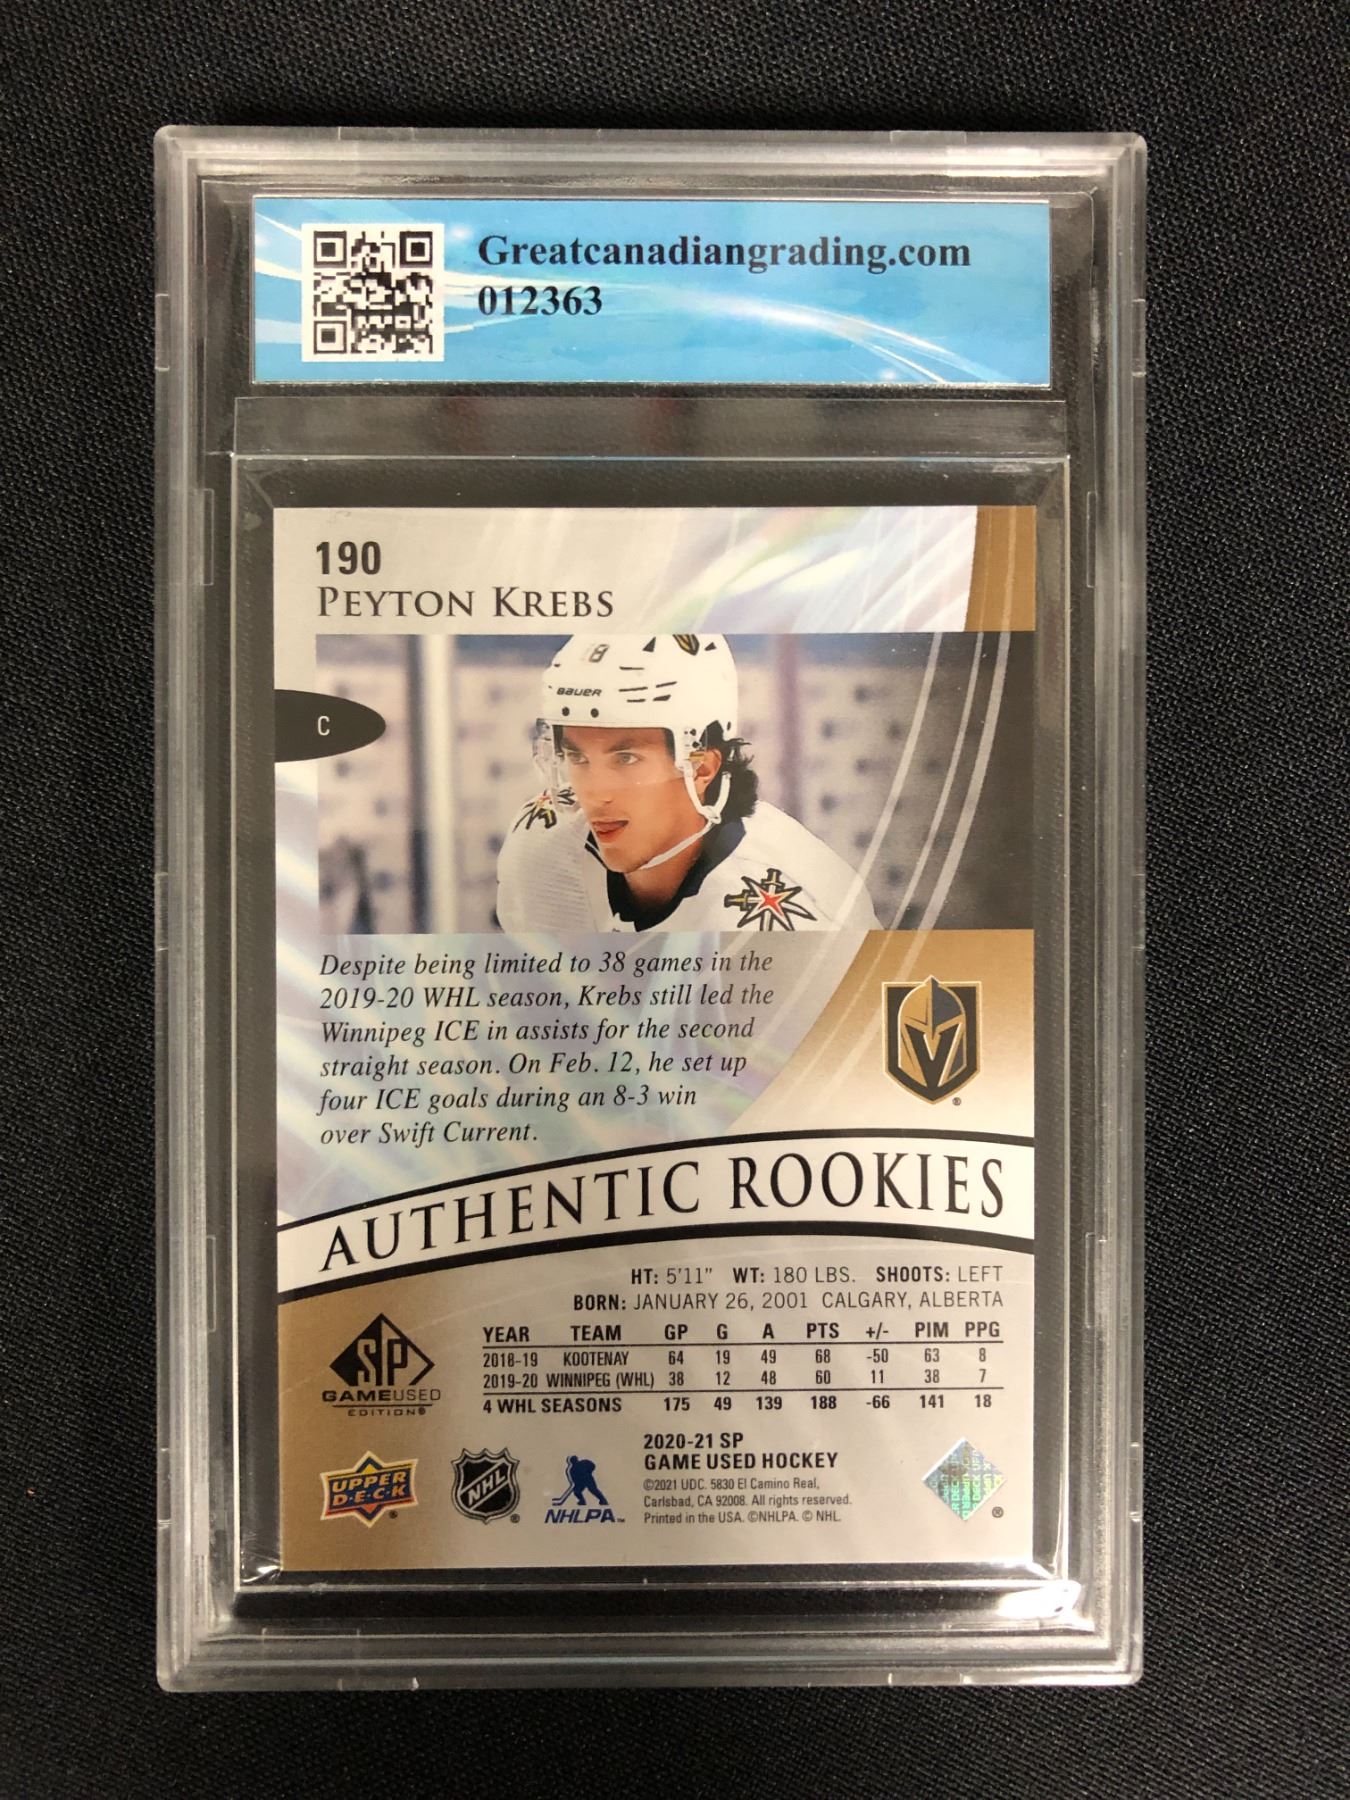 Greatcanadiangrading.com
012363
190
PEYTON KREBS
18
BAUER
C
Despite being limited to 38 games in the
2019-20 WHL season, Krebs still led the
Winnipeg ICE in assists for the second
straight season. On Feb. 12, he set up
four ICE goals during an 8-3 win
over Swift Current.
AUTHENTIC ROOKIES
HT: 5'11" WT: 180 LBS. SHOOTS: LEFT
BORN: JANUARY 26, 2001 CALGARY, ALBERTA
YEAR TEAM GP G A PTS +/- PIM PPG
2018-19 KOOTENAY 64 19 49 68 -50 63 8
2019-20 WINNIPEG (WHL) 38 12 48 60 11 38 7
4 WHL SEASONS 175 49 139 188 -66 141 18
SP
GAMEUSED
EDITION®
2020-21 SP
GAME USED HOCKEY
©2021 UDC. 5830 El Camino Real,
Carlsbad, CA 92008. All rights reserved.
Printed in the USA. ©NHLPA. © NHL.
UPPER
D·E·C·K
®
NHL
®
NHLPA™
®